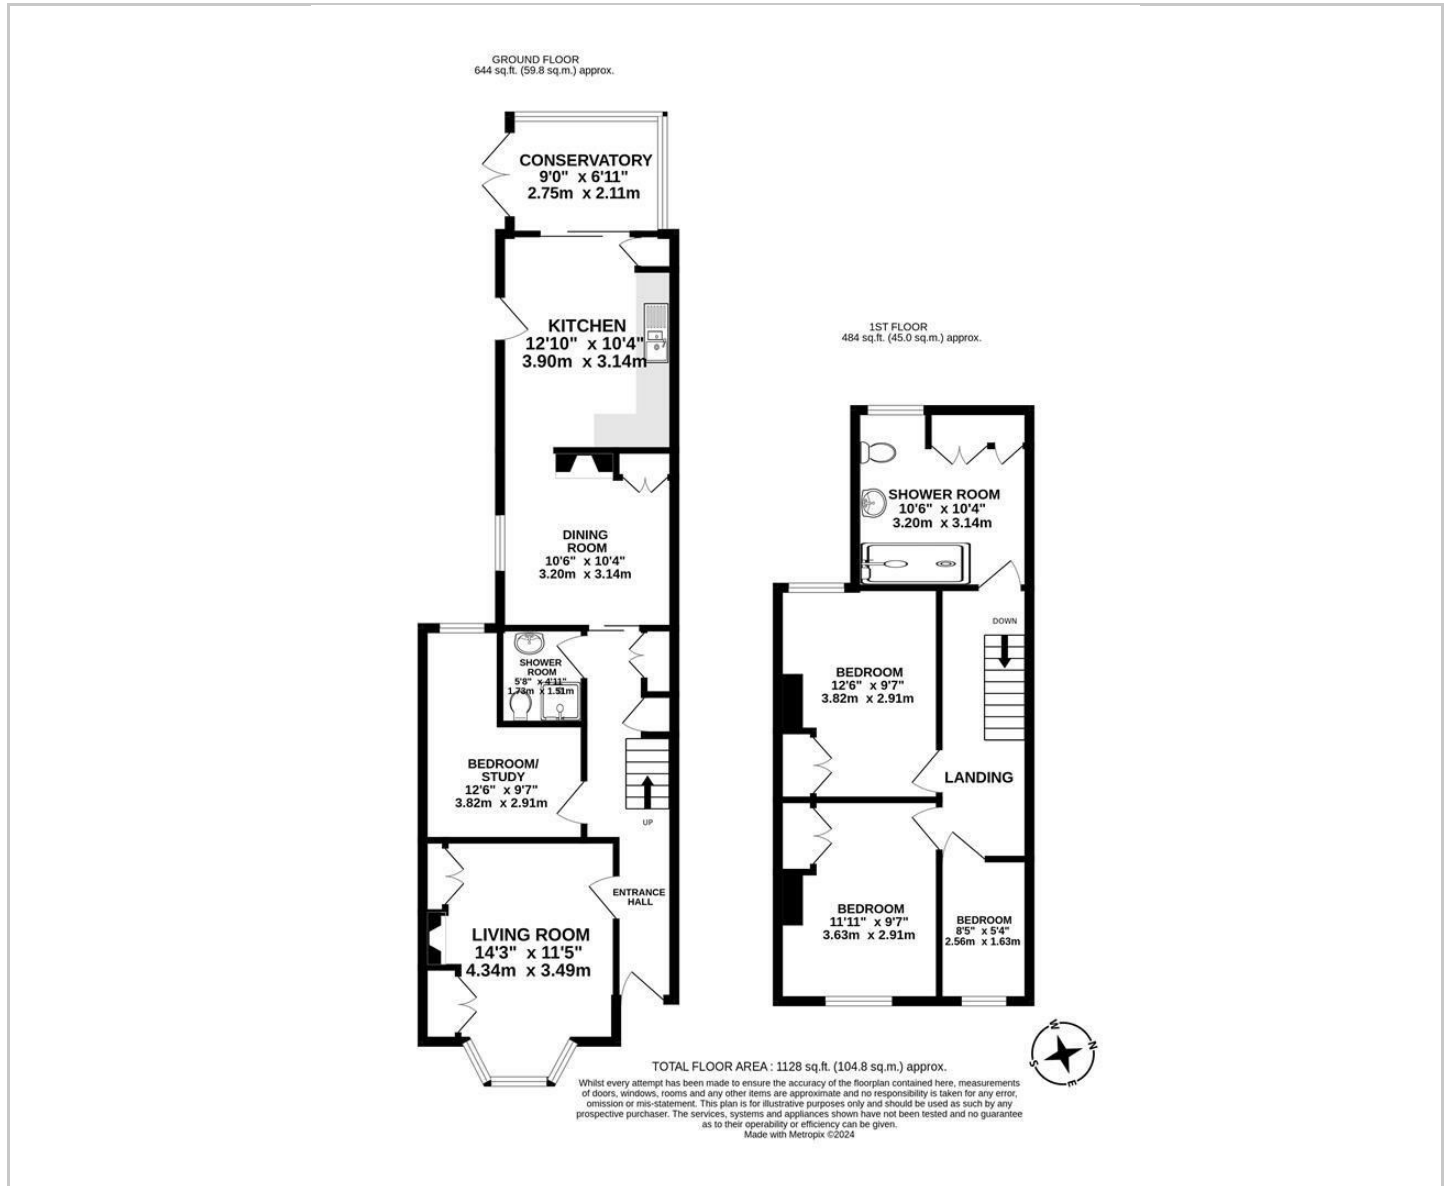 GROUND FLOOR
644 sq.ft. (59.8 sq.m.) approx.
CONSERVATORY
9'0" x 6'11"
2.75m x 2.11m
KITCHEN
12'10" x 10'4"
3.90m x 3.14m
DINING
ROOM
10'6" x 10'4"
3.20m x 3.14m
SHOWER
ROOM
5'8" x 4'11"
1.73m x 1.51m
BEDROOM/
STUDY
12'6" x 9'7"
3.82m x 2.91m
UP
ENTRANCE
HALL
LIVING ROOM
14'3" x 11'5"
4.34m x 3.49m
1ST FLOOR
484 sq.ft. (45.0 sq.m.) approx.
SHOWER ROOM
10'6" x 10'4"
3.20m x 3.14m
DOWN
BEDROOM
12'6" x 9'7"
3.82m x 2.91m
LANDING
BEDROOM
11'11" x 9'7"
3.63m x 2.91m
BEDROOM
8'5" x 5'4"
2.56m x 1.63m
W
N
S
E
TOTAL FLOOR AREA : 1128 sq.ft. (104.8 sq.m.) approx.
Whilst every attempt has been made to ensure the accuracy of the floorplan contained here, measurements
of doors, windows, rooms and any other items are approximate and no responsibility is taken for any error,
omission or mis-statement. This plan is for illustrative purposes only and should be used as such by any
prospective purchaser. The services, systems and appliances shown have not been tested and no guarantee
as to their operability or efficiency can be given.
Made with Metropix ©2024